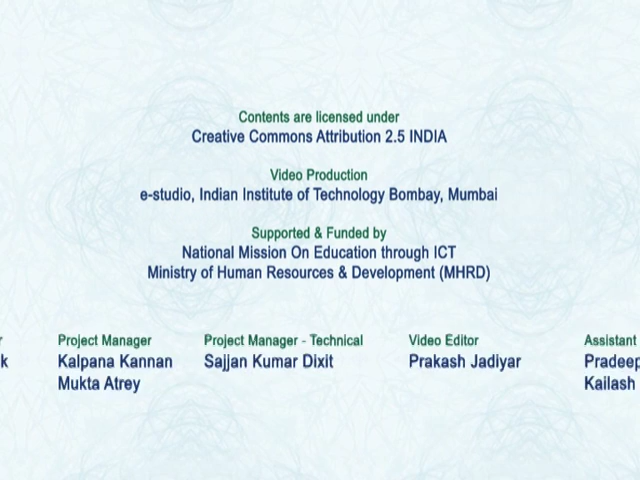 Contents are licensed under
Creative Commons Attribution 2.5 INDIA
Video Production
e-studio, Indian Institute of Technology Bombay, Mumbai
Supported & Funded by
National Mission On Education through ICT
Ministry of Human Resources & Development (MHRD)
Project Manager Project Manager - Technical Video Editor Assistant
Kalpana Kannan Sajjan Kumar Dixit Prakash Jadiyar Pradeep
Mukta Atrey Kailash